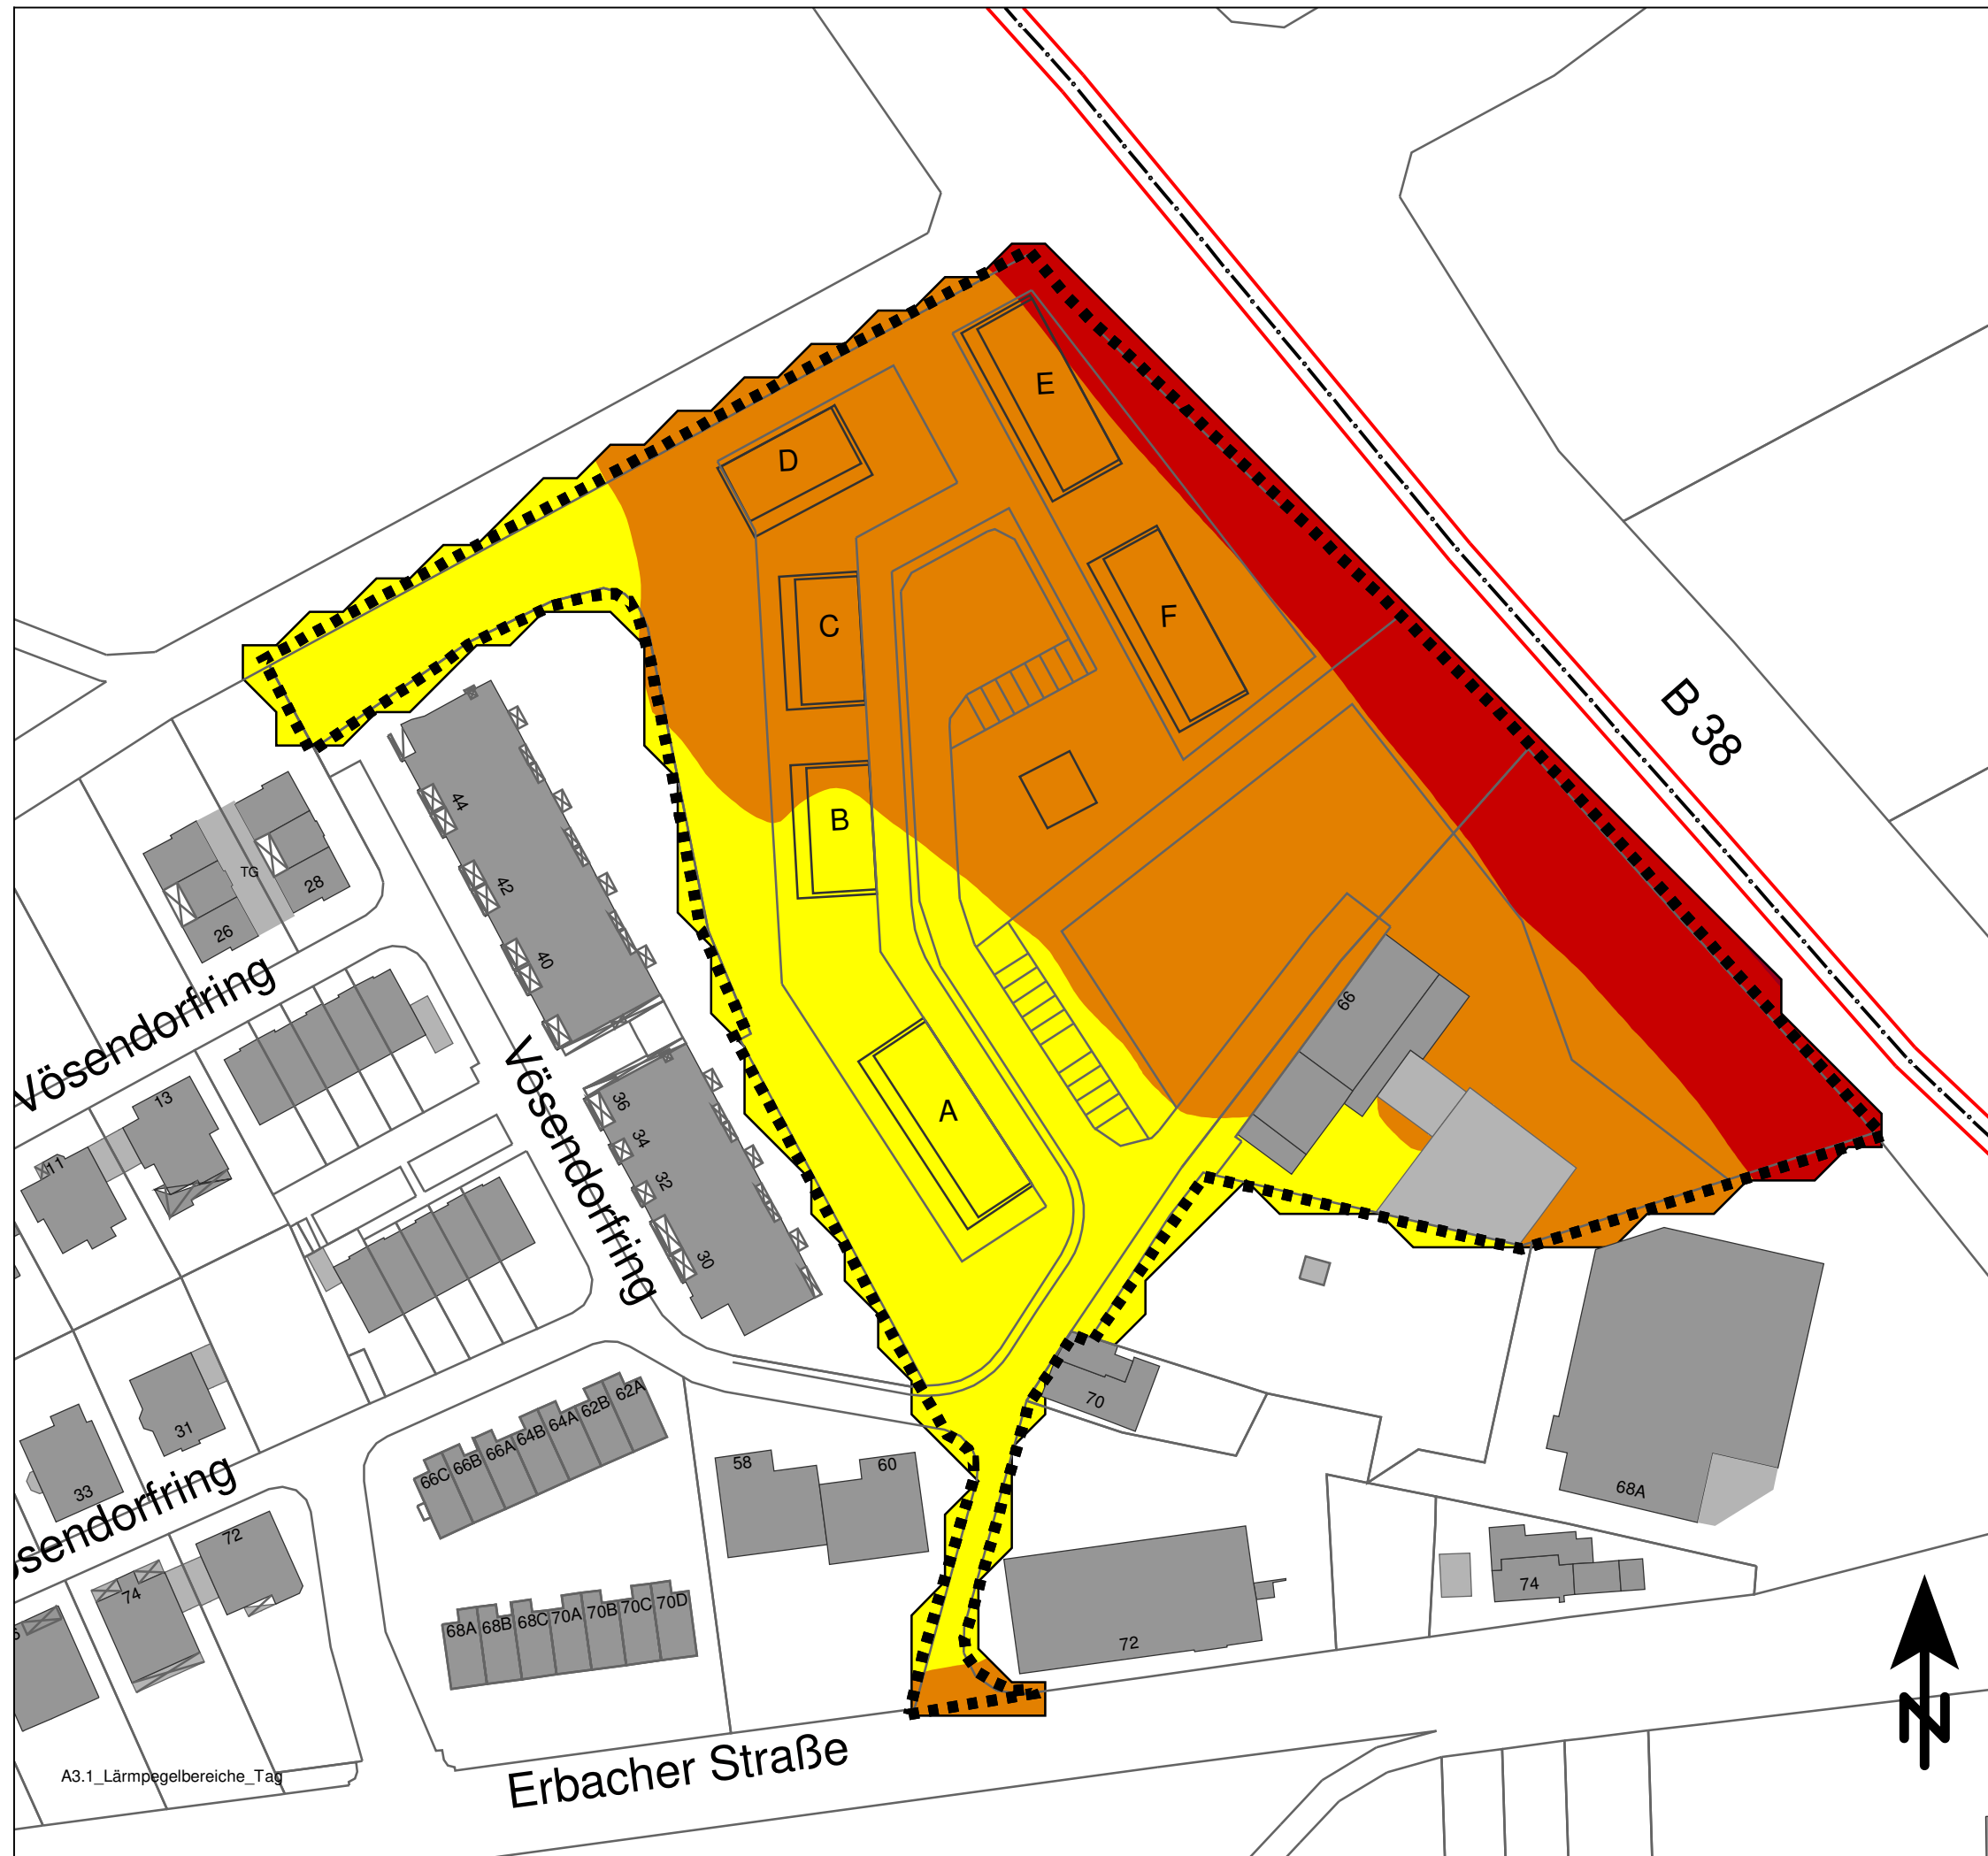 E
D
C
F
B 38
B
44
TG
28
42
26
40
66
Vösendorfring
Vösendorfring
13
36
A
11
34
32
30
62A
62B
64A
64B
66A
66B
66C
70
31
33
58
60
68A
sendorfring
72
74
74
68A
68B
68C
70A
70B
70C
70D
72
N
Erbacher Straße
A3.1_Lärmpegelbereiche_Tag